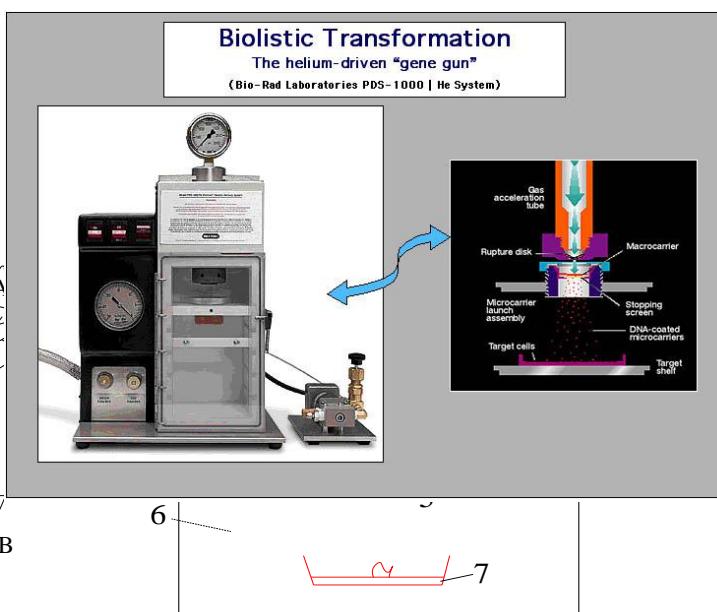 Biolistic Transformation
The helium-driven “gene gun”
(Bio-Rad Laboratories PDS-1000 | He System)
Gas
acceleration
tube
Rupture disk
Macrocarrier
Microcarrier
launch
assembly
Stopping
screen
DNA-coated
microcarriers
Target cells
Target
shelf
6
в
7